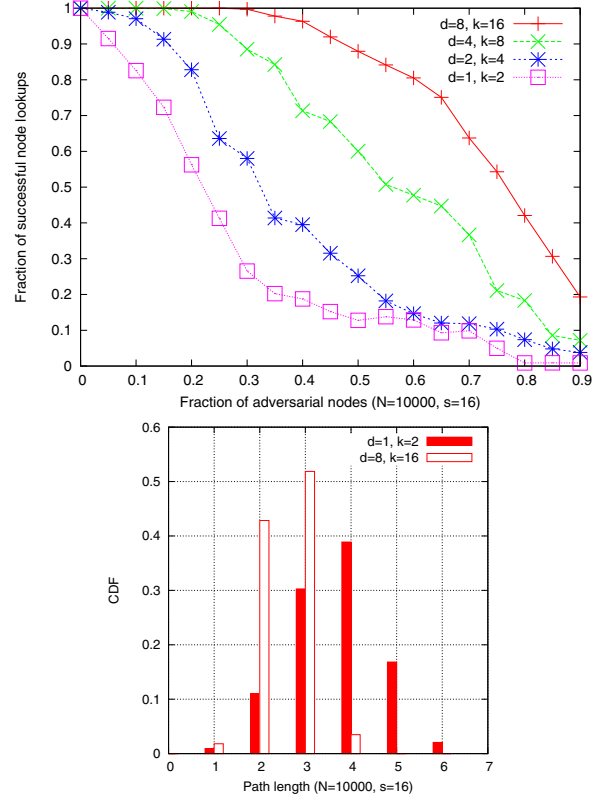 Fraction of successful node lookups
1
0.9
0.8
0.7
0.6
0.5
0.4
0.3
0.2
0.1
0
d=8, k=16
d=4, k=8
d=2, k=4
d=1, k=2
0 0.1 0.2 0.3 0.4 0.5 0.6 0.7 0.8 0.9
Fraction of adversarial nodes (N=10000, s=16)
CDF
0.6
0.5
0.4
0.3
0.2
0.1
0
d=1, k=2
d=8, k=16
0 1 2 3 4 5 6 7
Path length (N=10000, s=16)